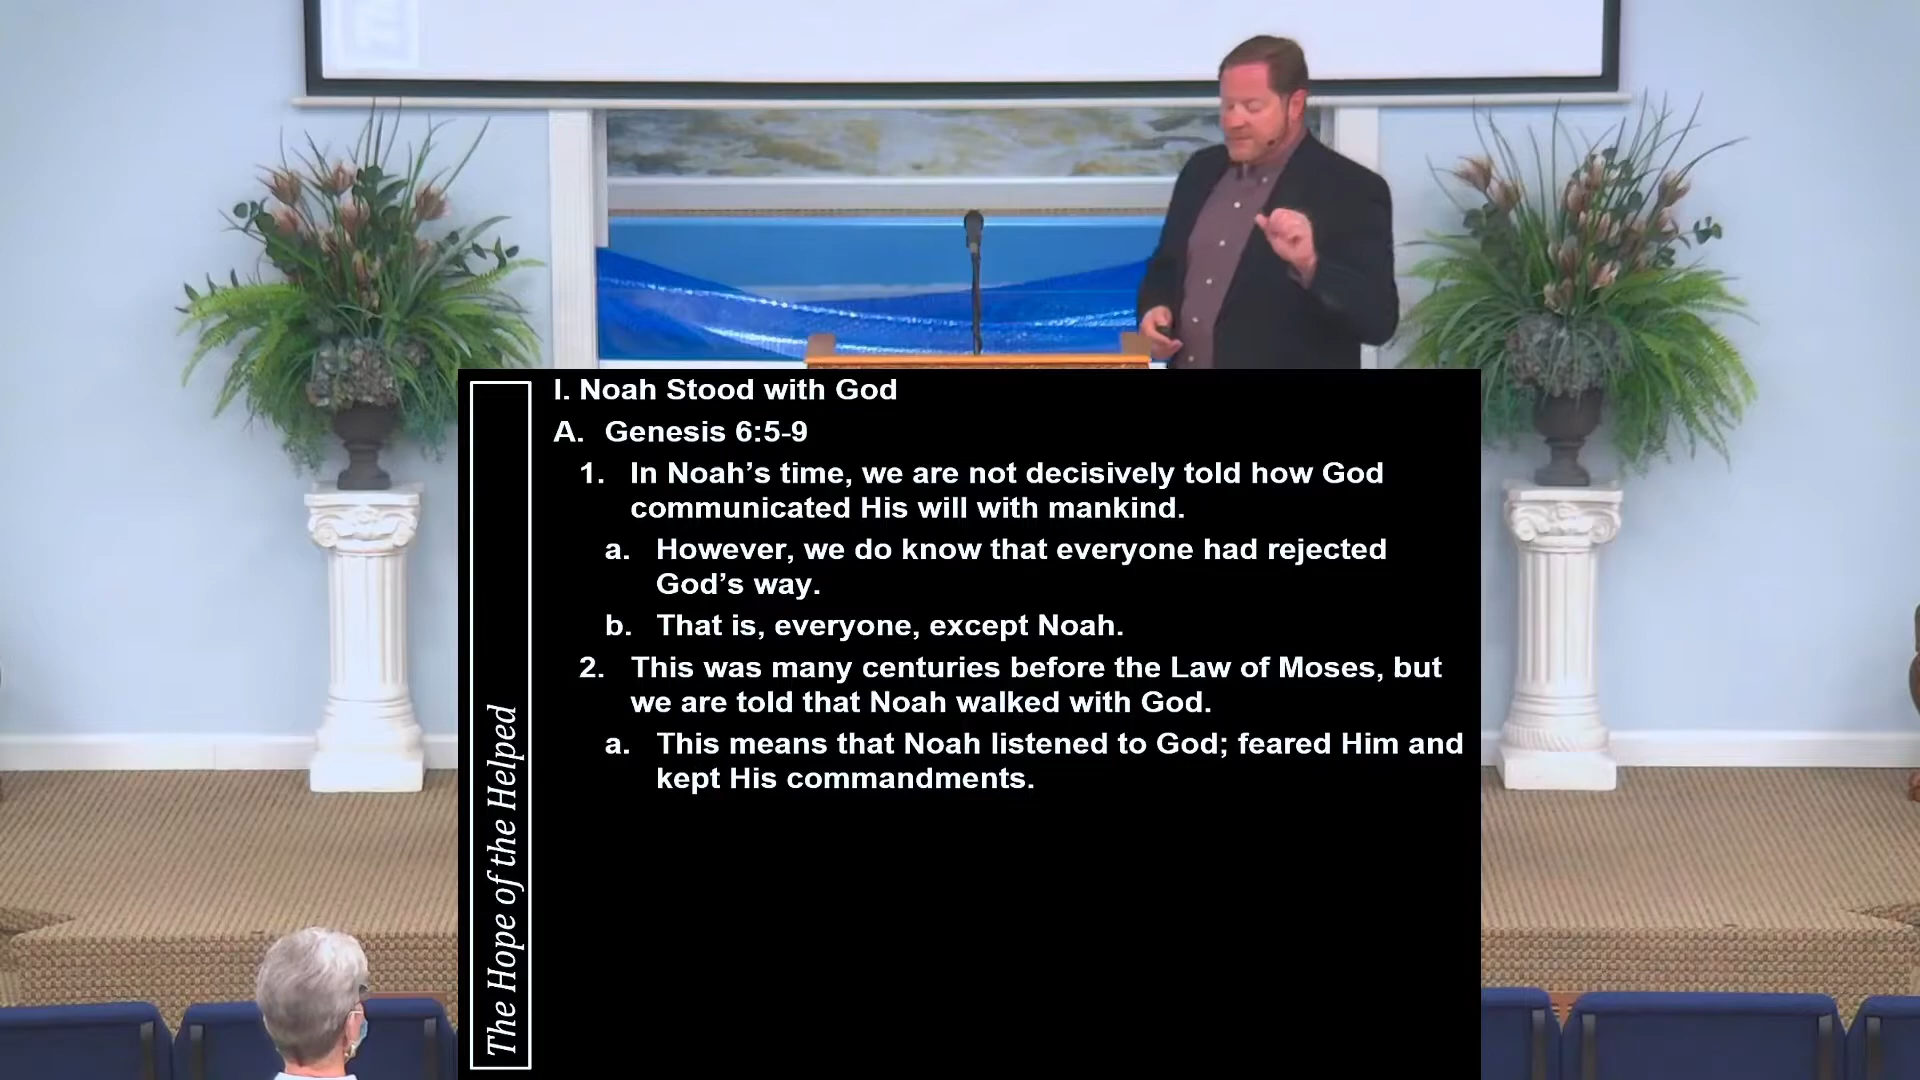 I. Noah Stood with God
A. Genesis 6:5-9
1. In Noah’s time, we are not decisively told how God
communicated His will with mankind.
a. However, we do know that everyone had rejected
God’s way.
b. That is, everyone, except Noah.
2. This was many centuries before the Law of Moses, but
we are told that Noah walked with God.
a. This means that Noah listened to God; feared Him and
kept His commandments.
The Hope of the Helped